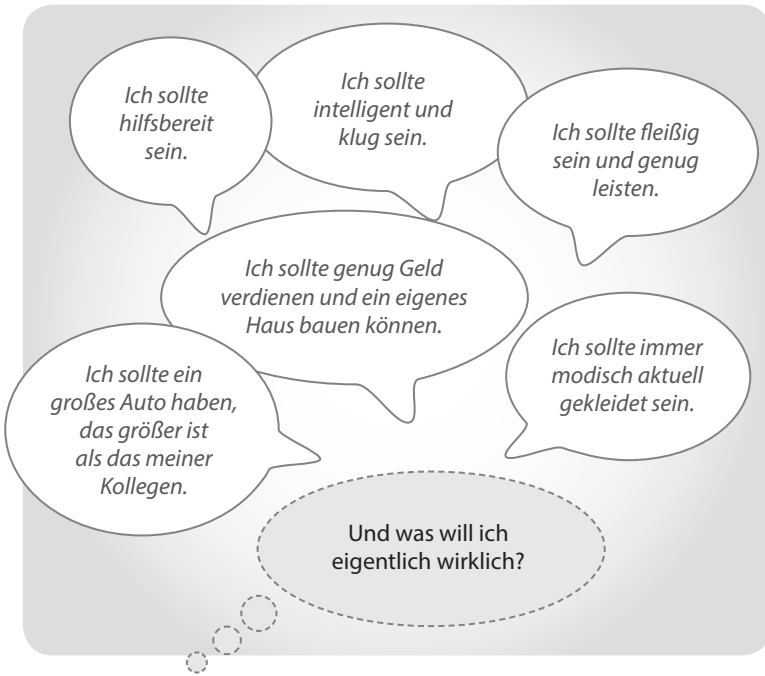 Ich sollte
hilfsbereit
sein.
Ich sollte
intelligent und
klug sein.
Ich sollte fleißig
sein und genug
leisten.
Ich sollte genug Geld
verdienen und ein eigenes
Haus bauen können.
Ich sollte ein
großes Auto haben,
das größer ist
als das meiner
Kollegen.
Ich sollte immer
modisch aktuell
gekleidet sein.
Und was will ich
eigentlich wirklich?